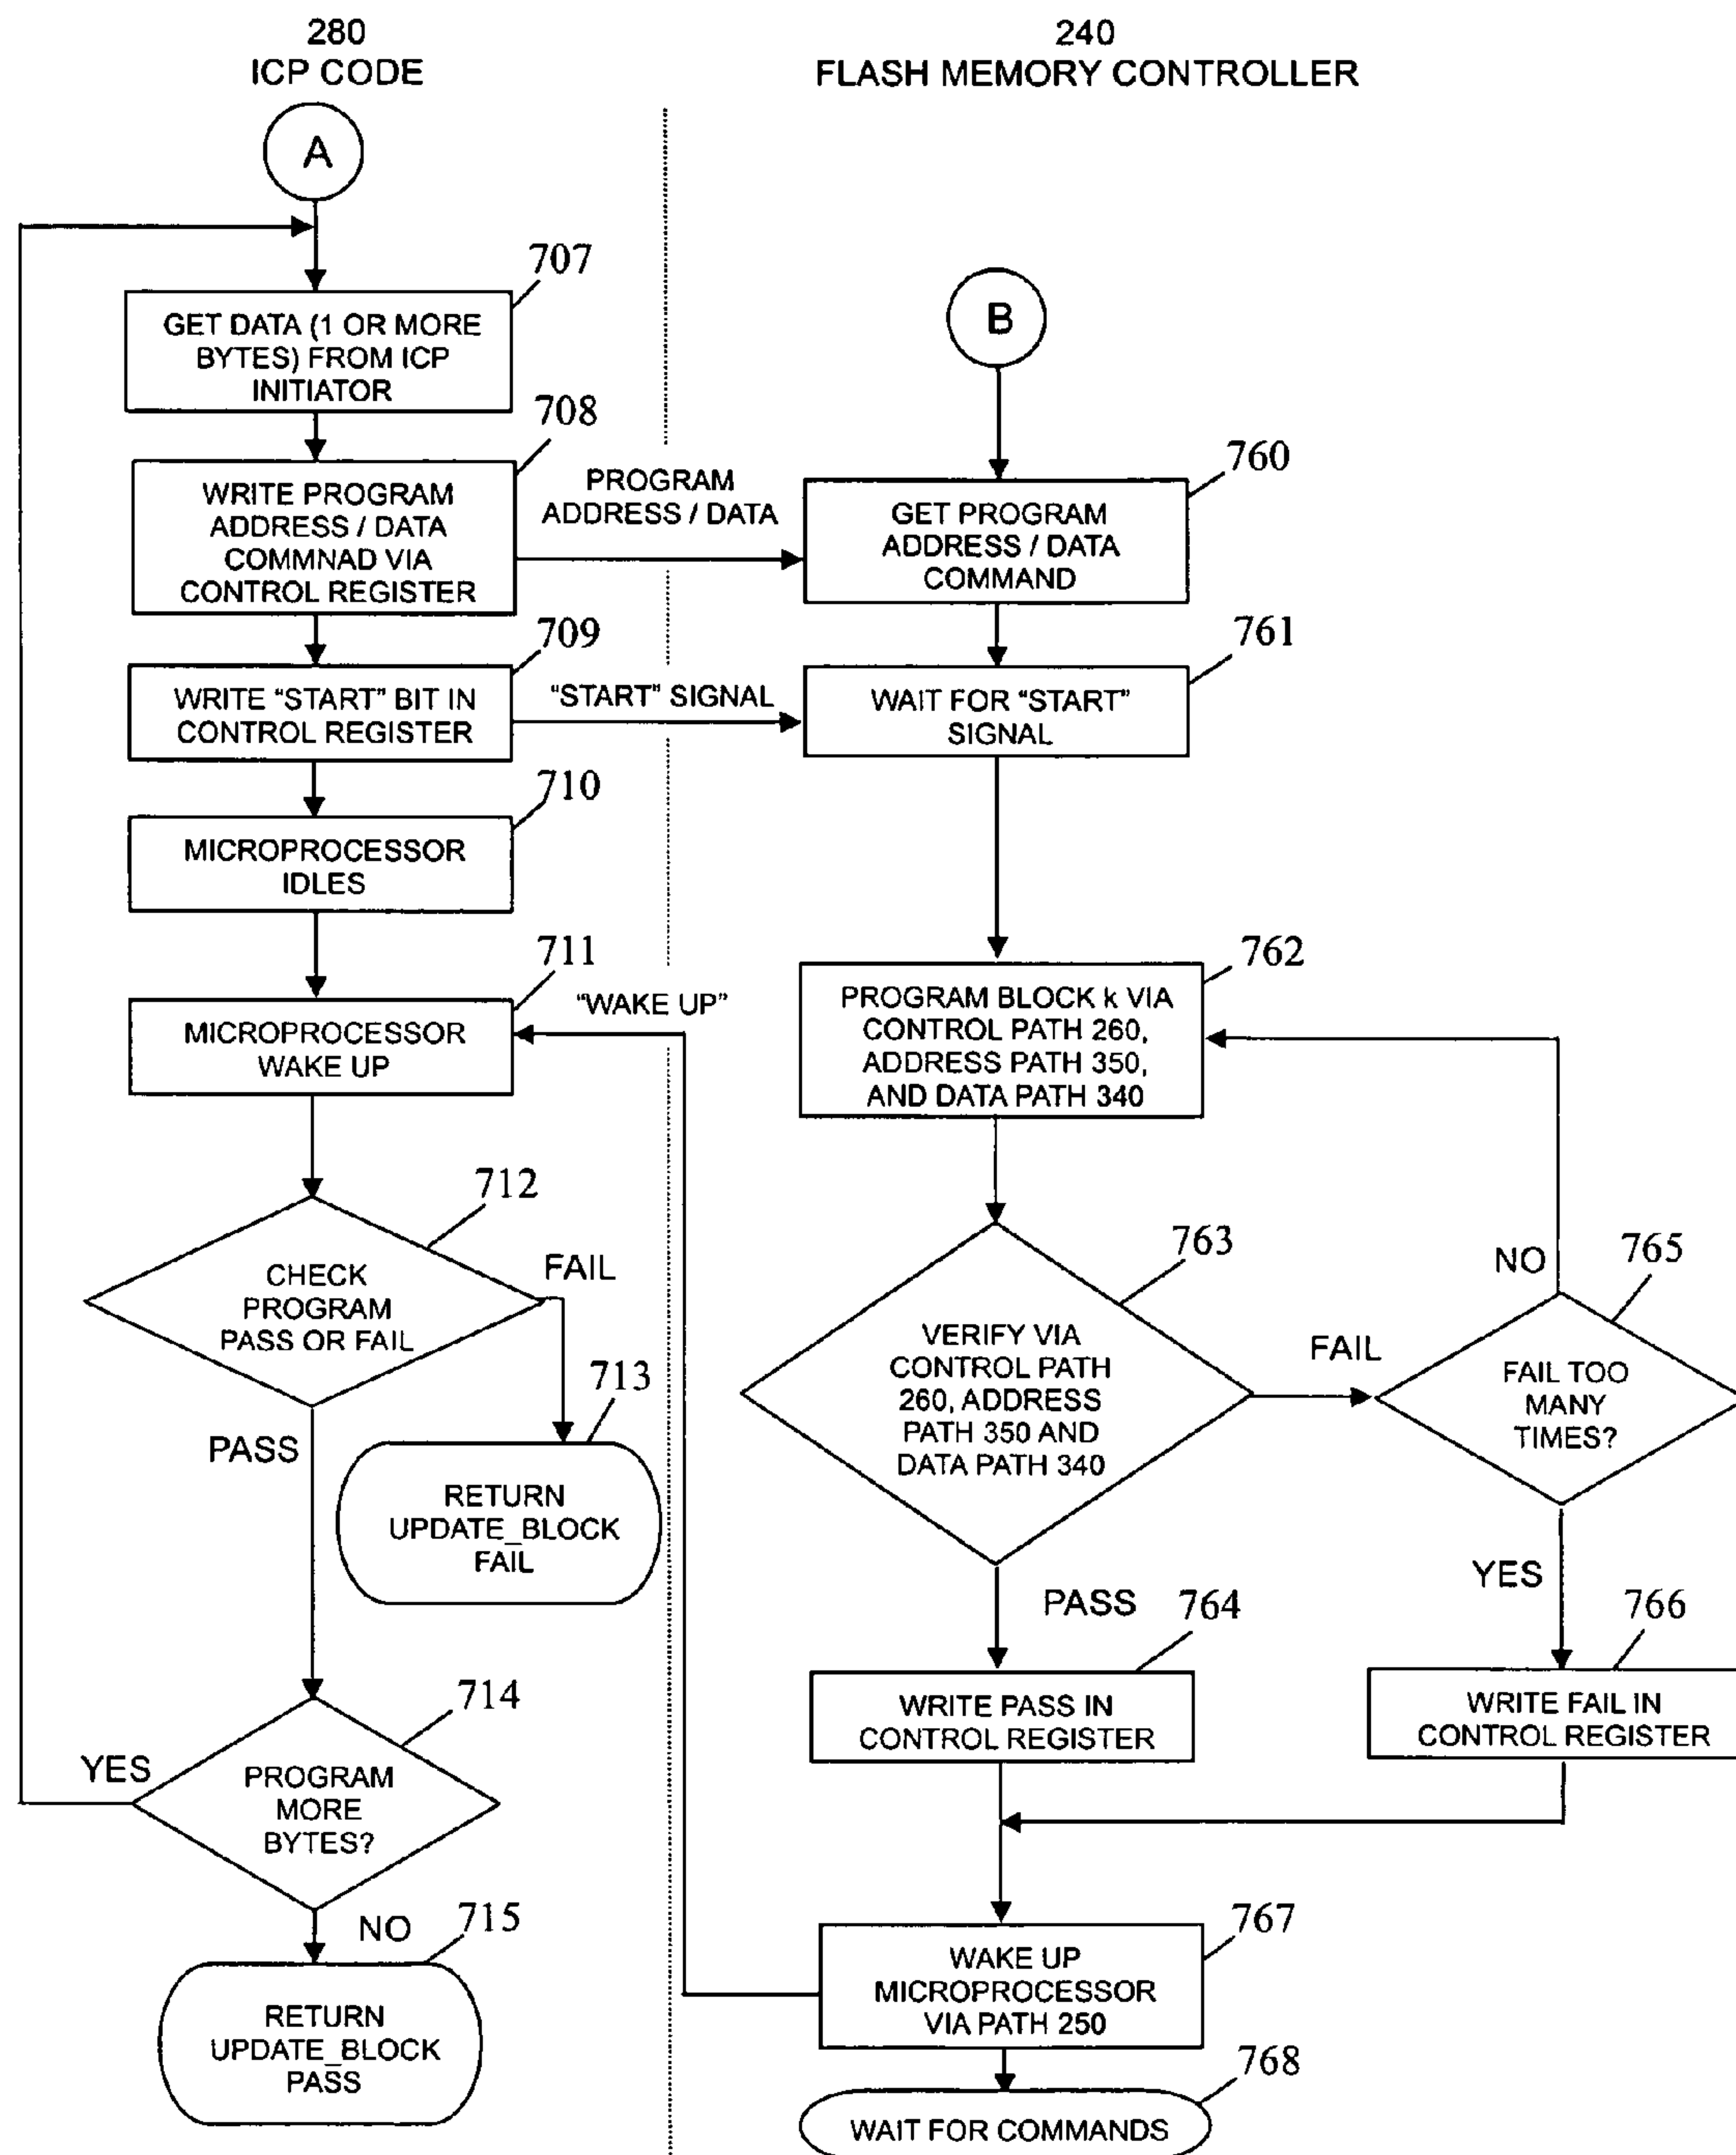 280
ICP CODE
240
FLASH MEMORY CONTROLLER
A
707
GET DATA (1 OR MORE
BYTES) FROM ICP
INITIATOR
708
WRITE PROGRAM
ADDRESS / DATA
COMMNAD VIA
CONTROL REGISTER
709
WRITE "START" BIT IN
CONTROL REGISTER
710
MICROPROCESSOR
IDLES
711
MICROPROCESSOR
WAKE UP
712
CHECK
PROGRAM
PASS OR FAIL
FAIL
713
RETURN
UPDATE_BLOCK
FAIL
PASS
714
PROGRAM
MORE
BYTES?
YES
NO
715
RETURN
UPDATE_BLOCK
PASS
PROGRAM
ADDRESS / DATA
"START" SIGNAL
"WAKE UP"
B
760
GET PROGRAM
ADDRESS / DATA
COMMAND
761
WAIT FOR "START"
SIGNAL
762
PROGRAM BLOCK k VIA
CONTROL PATH 260,
ADDRESS PATH 350,
AND DATA PATH 340
763
VERIFY VIA
CONTROL PATH
260, ADDRESS
PATH 350 AND
DATA PATH 340
FAIL
NO
765
FAIL TOO
MANY
TIMES?
YES
PASS
764
WRITE PASS IN
CONTROL REGISTER
766
WRITE FAIL IN
CONTROL REGISTER
767
WAKE UP
MICROPROCESSOR
VIA PATH 250
768
WAIT FOR COMMANDS